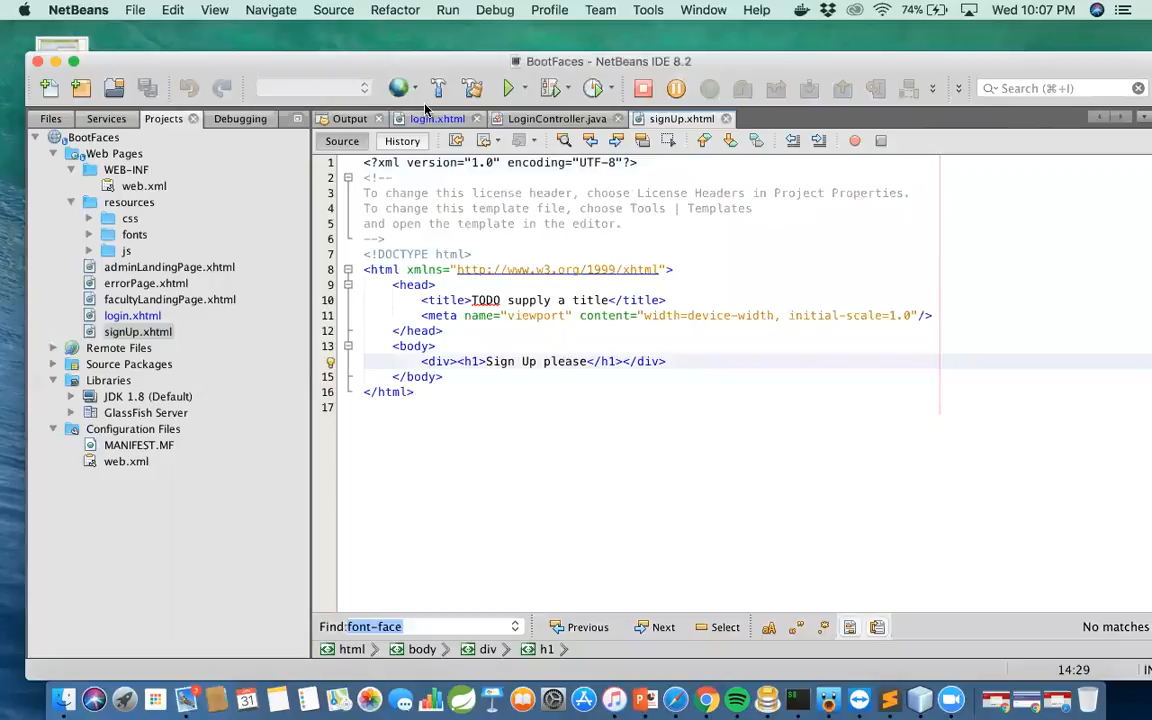 NetBeans File Edit View Navigate Source Refactor Run Debug Profile Team Tools Window Help 74% Wed 10:07 PM
BootFaces - NetBeans IDE 8.2
Search (⌘+I)
Files Services Projects Debugging
Output login.xhtml LoginController.java signUp.xhtml
Source History
BootFaces
Web Pages
WEB-INF
web.xml
resources
css
fonts
js
adminLandingPage.xhtml
errorPage.xhtml
facultyLandingPage.xhtml
login.xhtml
signUp.xhtml
Remote Files
Source Packages
Libraries
JDK 1.8 (Default)
GlassFish Server
Configuration Files
MANIFEST.MF
web.xml
1 <?xml version="1.0" encoding="UTF-8"?>
2 <!--
3 To change this license header, choose License Headers in Project Properties.
4 To change this template file, choose Tools | Templates
5 and open the template in the editor.
6 -->
7 <!DOCTYPE html>
8 <html xmlns="http://www.w3.org/1999/xhtml">
9 <head>
10 <title>TODO supply a title</title>
11 <meta name="viewport" content="width=device-width, initial-scale=1.0"/>
12 </head>
13 <body>
<div><h1>Sign Up please</h1></div>
15 </body>
16 </html>
17
Find: font-face Previous Next Select No matches
html body div h1
14:29 IN